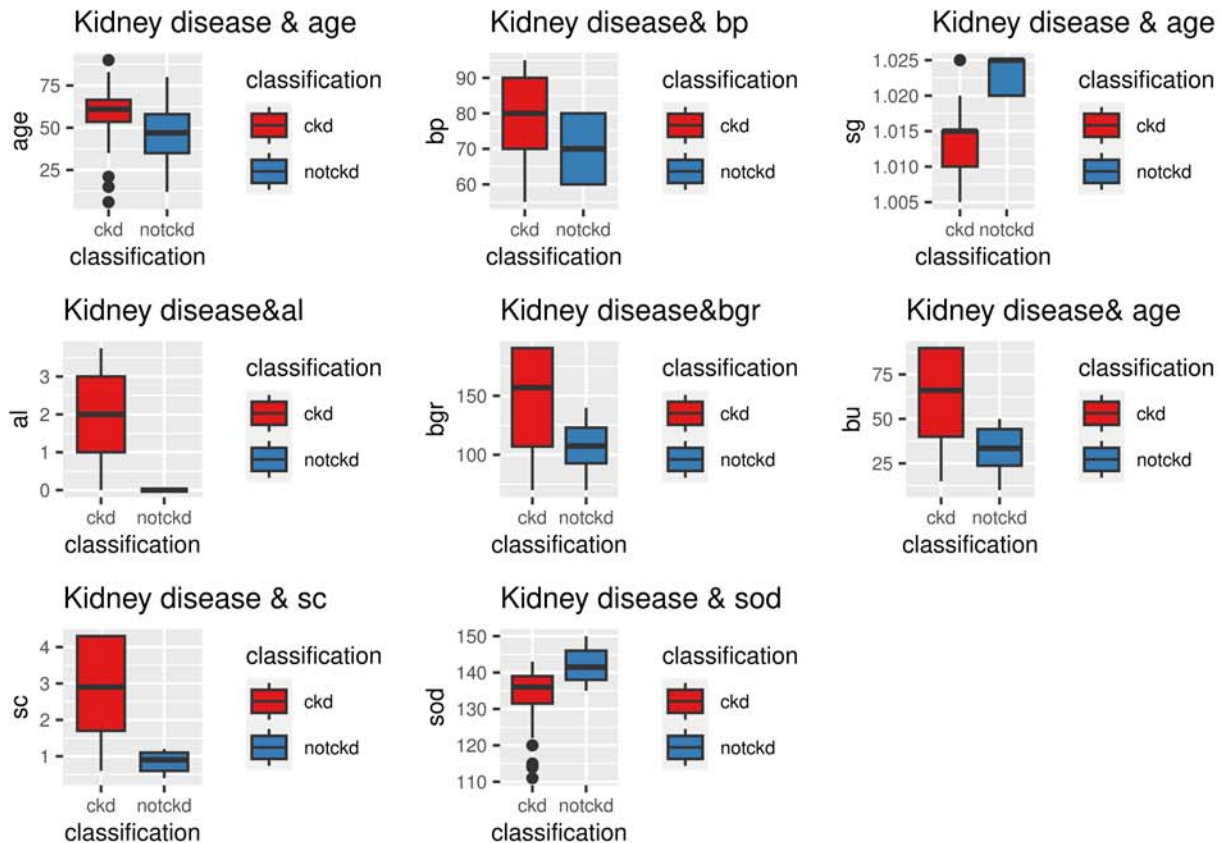 Kidney disease & age
age
75
50
25
ckd notckd
classification
classification
ckd
notckd
Kidney disease& bp
bp
90
80
70
60
ckd notckd
classification
classification
ckd
notckd
Kidney disease & age
sg
1.025
1.020
1.015
1.010
1.005
ckd notckd
classification
classification
ckd
notckd
Kidney disease&al
al
3
2
1
0
ckd notckd
classification
classification
ckd
notckd
Kidney disease&bgr
bgr
150
100
ckd notckd
classification
classification
ckd
notckd
Kidney disease& age
bu
75
50
25
ckd notckd
classification
classification
ckd
notckd
Kidney disease & sc
sc
4
3
2
1
ckd notckd
classification
classification
ckd
notckd
Kidney disease & sod
sod
150
140
130
120
110
ckd notckd
classification
classification
ckd
notckd